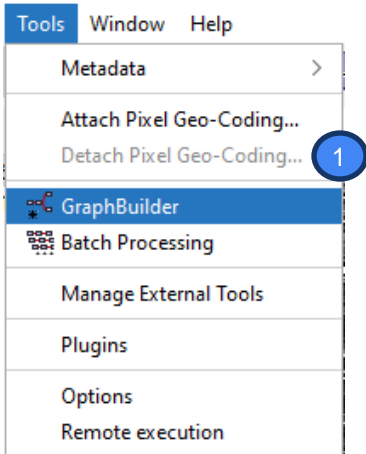 Tools Window Help
Metadata >
Attach Pixel Geo-Coding...
Detach Pixel Geo-Coding... 1
GraphBuilder
Batch Processing
Manage External Tools
Plugins
Options
Remote execution